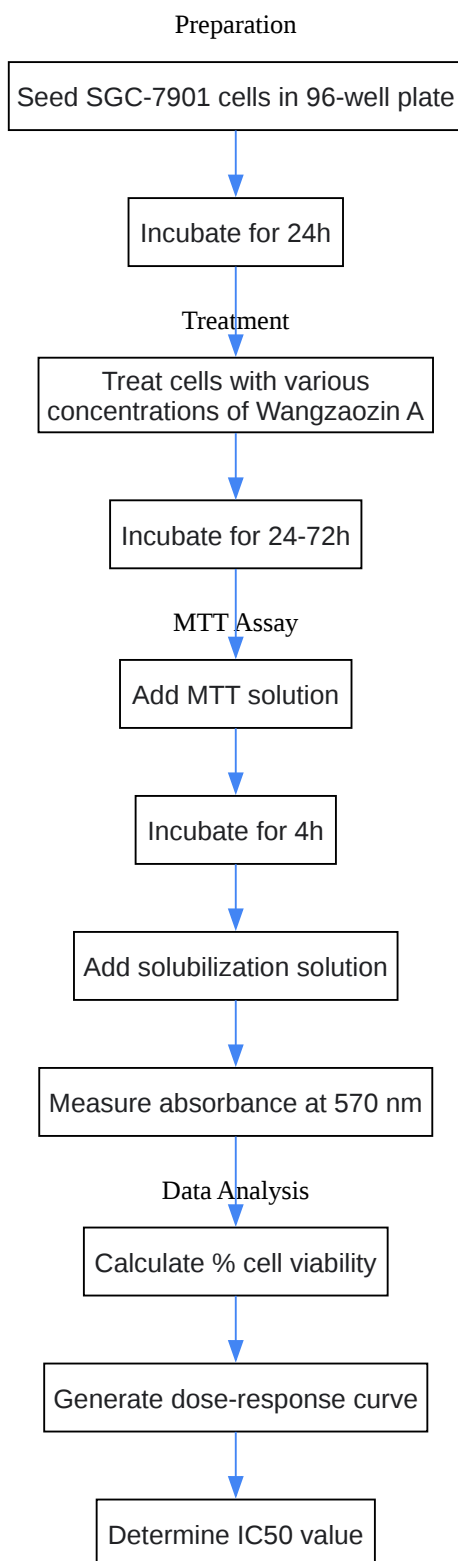 Preparation
Seed SGC-7901 cells in 96-well plate
Incubate for 24h
Treatment
Treat cells with various
concentrations of Wangzaozin A
Incubate for 24-72h
MTT Assay
Add MTT solution
Incubate for 4h
Add solubilization solution
Measure absorbance at 570 nm
Data Analysis
Calculate % cell viability
Generate dose-response curve
Determine IC50 value